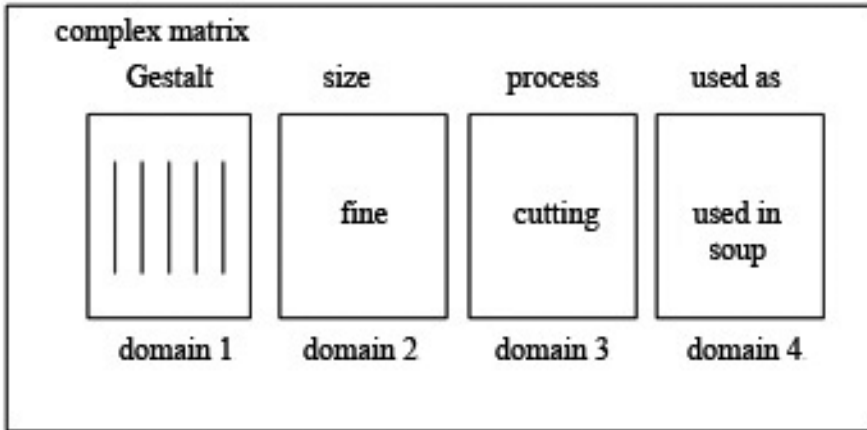 complex matrix
Gestalt size process used as
fine cutting used in
soup
domain 1 domain 2 domain 3 domain 4